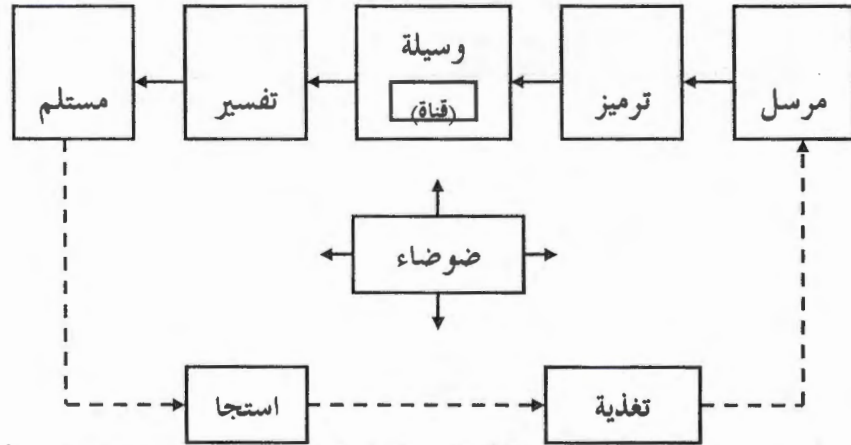 مرسل
ترميز
وسيلة
(قناة)
تفسير
مستلم
ضوضاء
استجا
تغذية